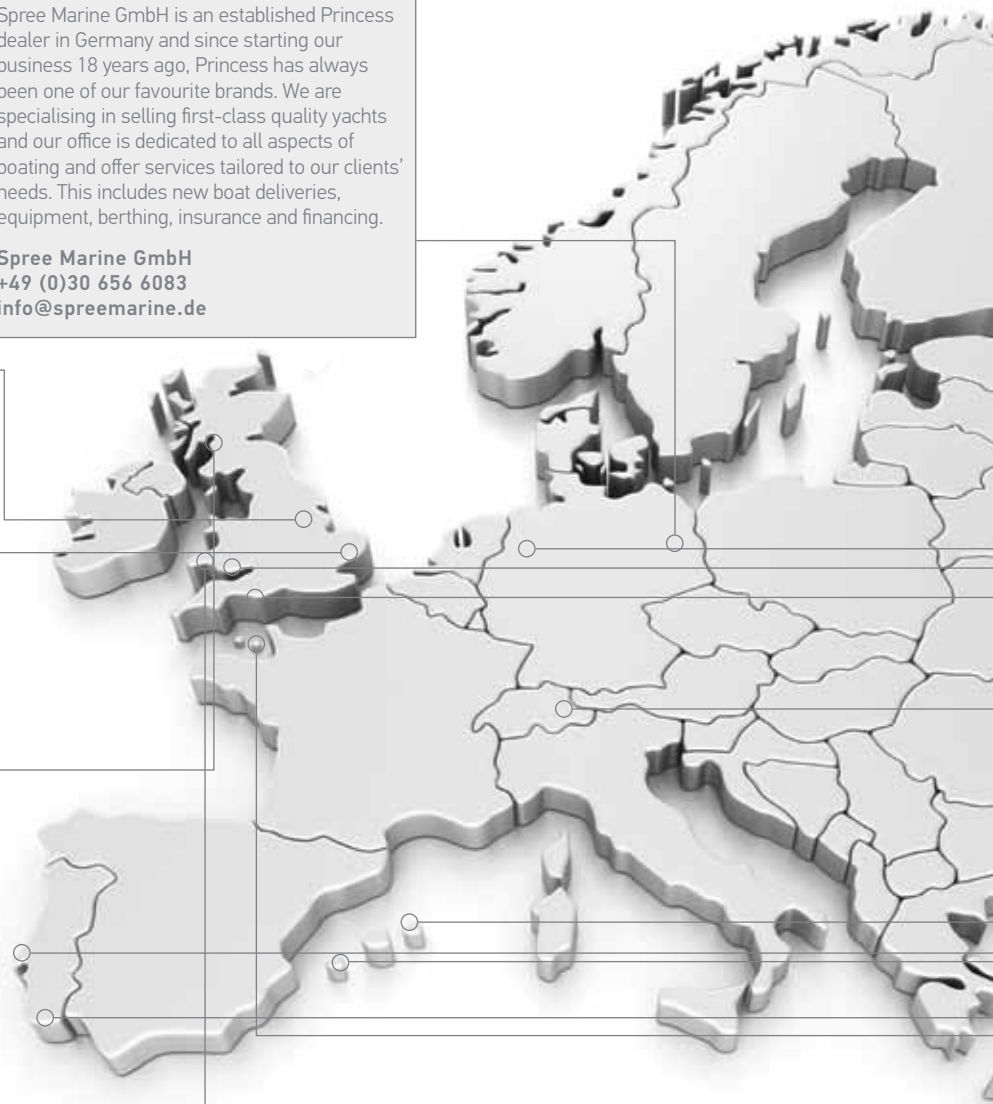 Spree Marine GmbH is an established Princess
dealer in Germany and since starting our
business 18 years ago, Princess has always
been one of our favourite brands. We are
specialising in selling first-class quality yachts
and our office is dedicated to all aspects of
boating and offer services tailored to our clients’
needs. This includes new boat deliveries,
equipment, berthing, insurance and financing.
Spree Marine GmbH
+49 (0)30 656 6083
info@spreemarine.de